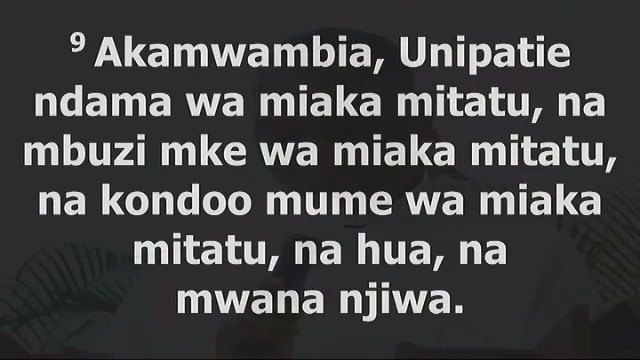 ⁹ Akamwambia, Unipatie
ndama wa miaka mitatu, na
mbuzi mke wa miaka mitatu,
na kondoo mume wa miaka
mitatu, na hua, na
mwana njiwa.